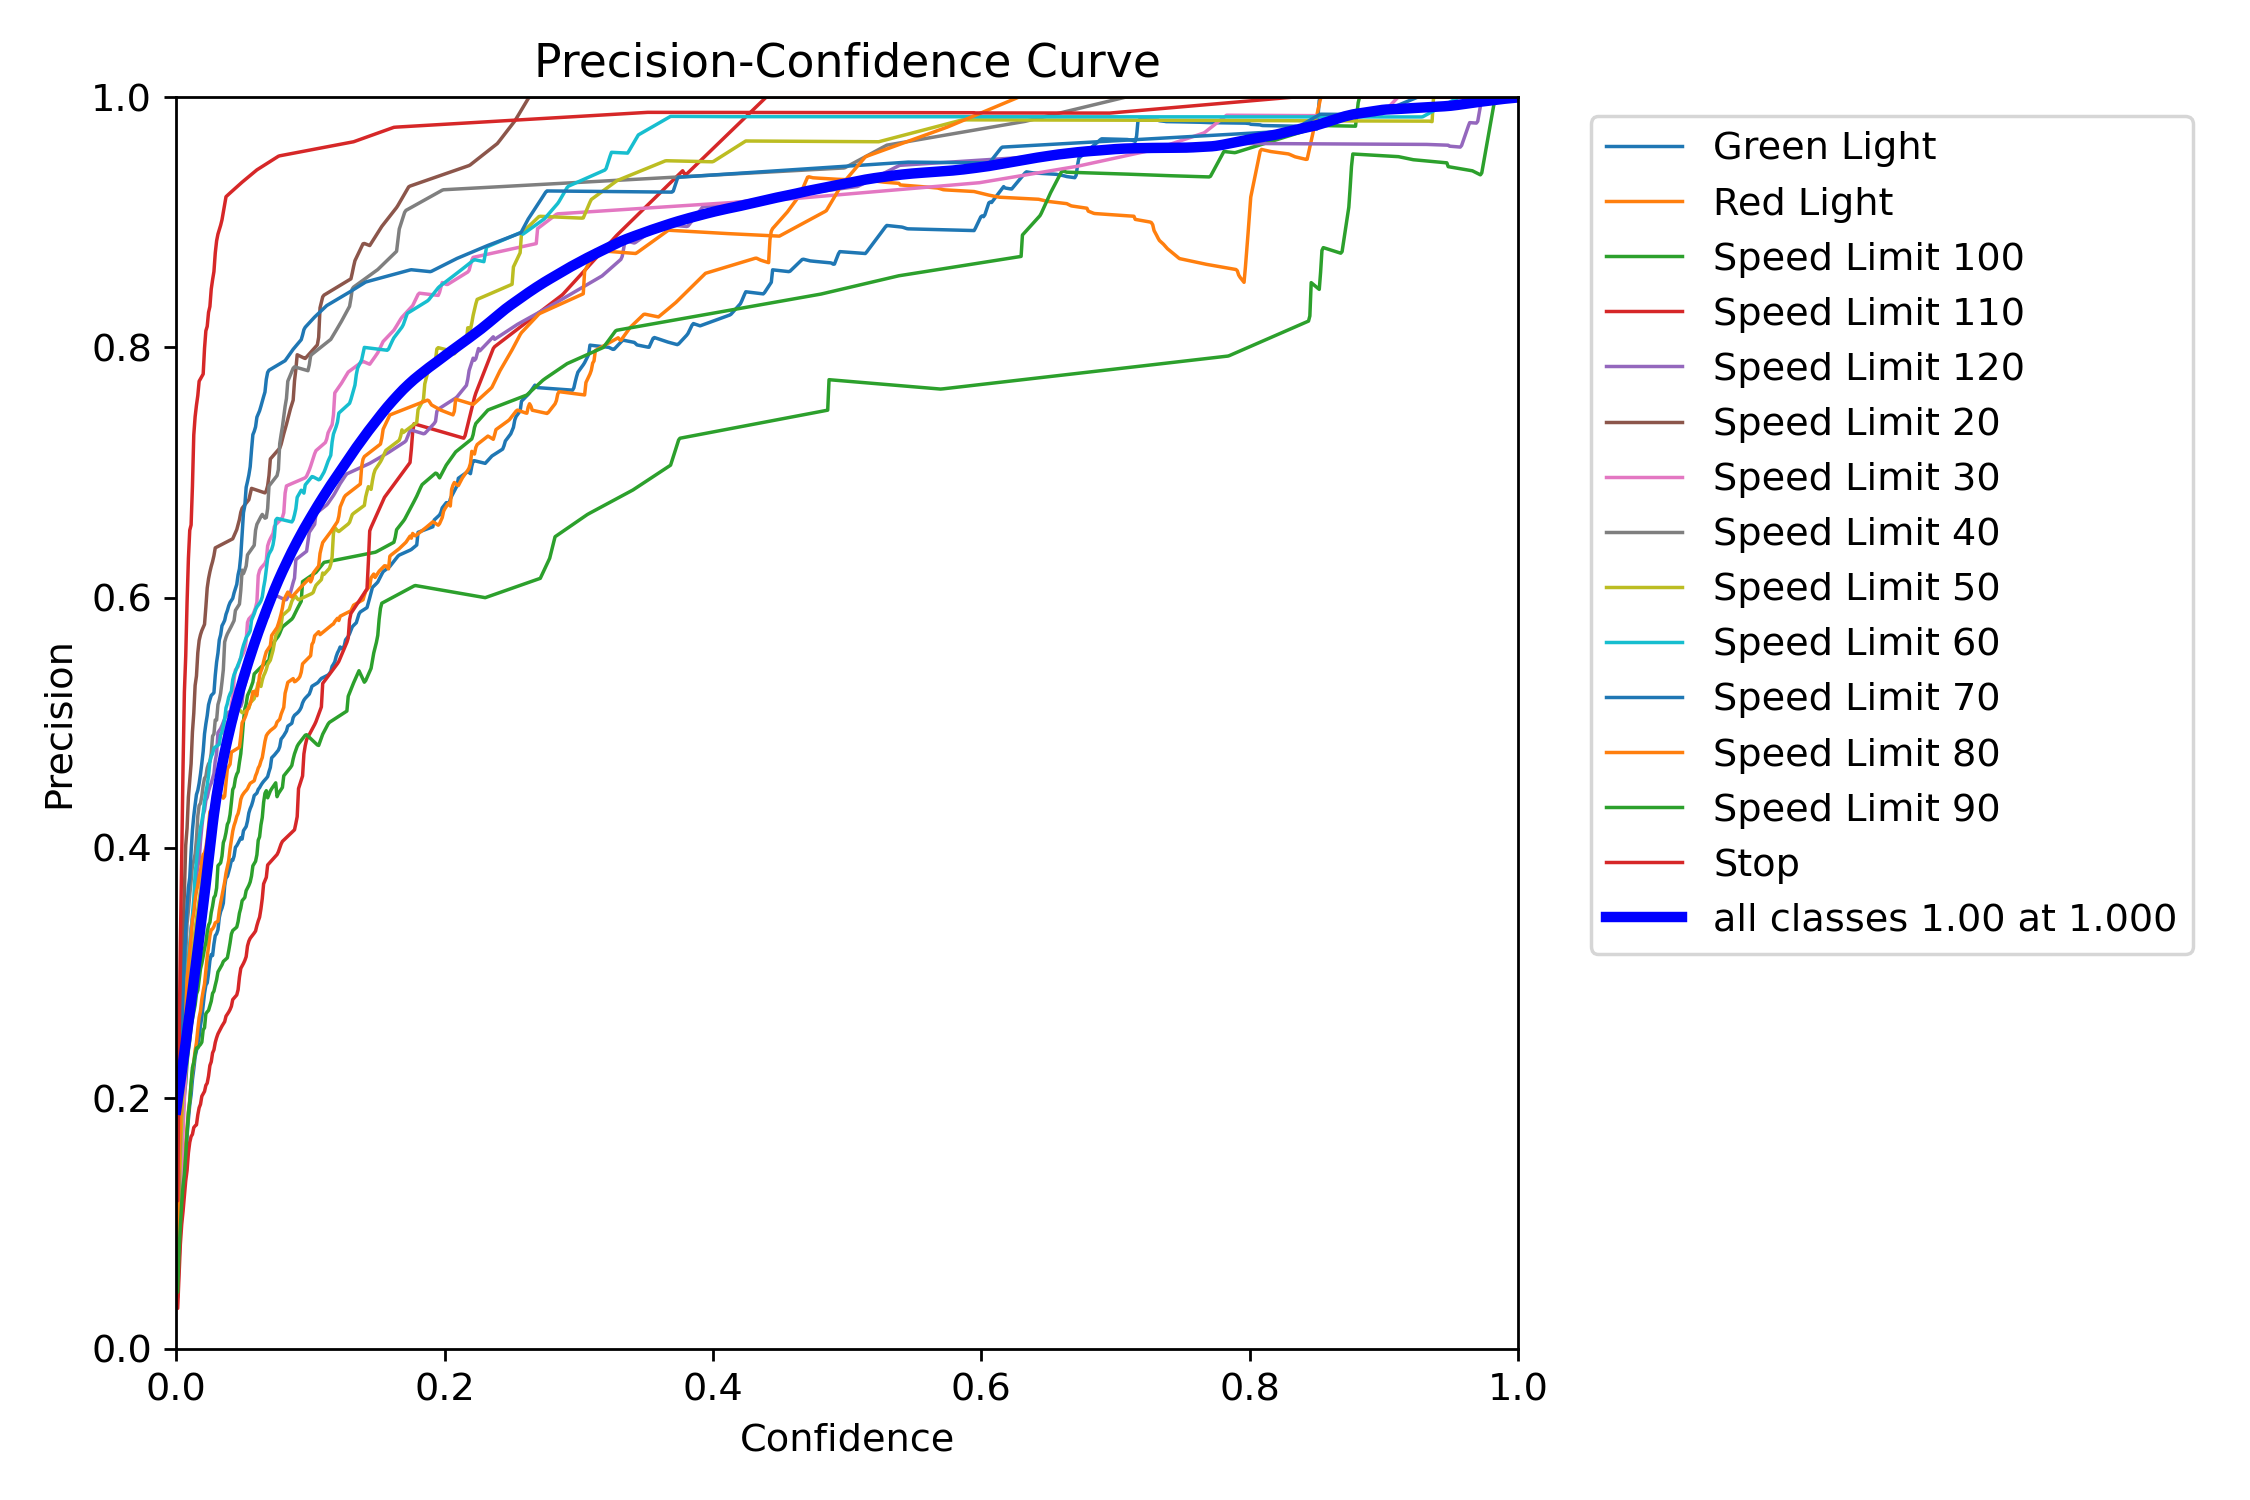 Precision-Confidence Curve
1.0
0.8
0.6
0.4
0.2
0.0
Precision
0.0 0.2 0.4 0.6 0.8 1.0
Confidence
Green Light
Red Light
Speed Limit 100
Speed Limit 110
Speed Limit 120
Speed Limit 20
Speed Limit 30
Speed Limit 40
Speed Limit 50
Speed Limit 60
Speed Limit 70
Speed Limit 80
Speed Limit 90
Stop
all classes 1.00 at 1.000